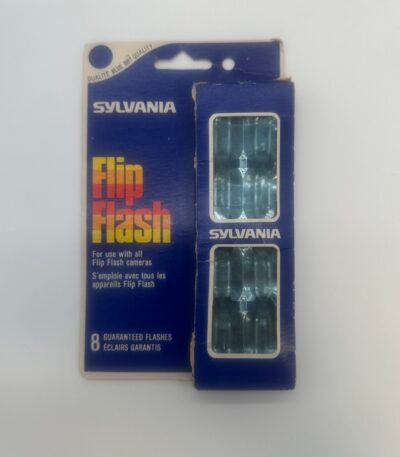 QUALITÉ BLUE DOT QUALITY
SYLVANIA
Flip
Flash
For use with all
Flip Flash cameras
S'emploie avec tous les
appareils Flip Flash
8 GUARANTEED FLASHES
ÉCLAIRS GARANTIS
SYLVANIA